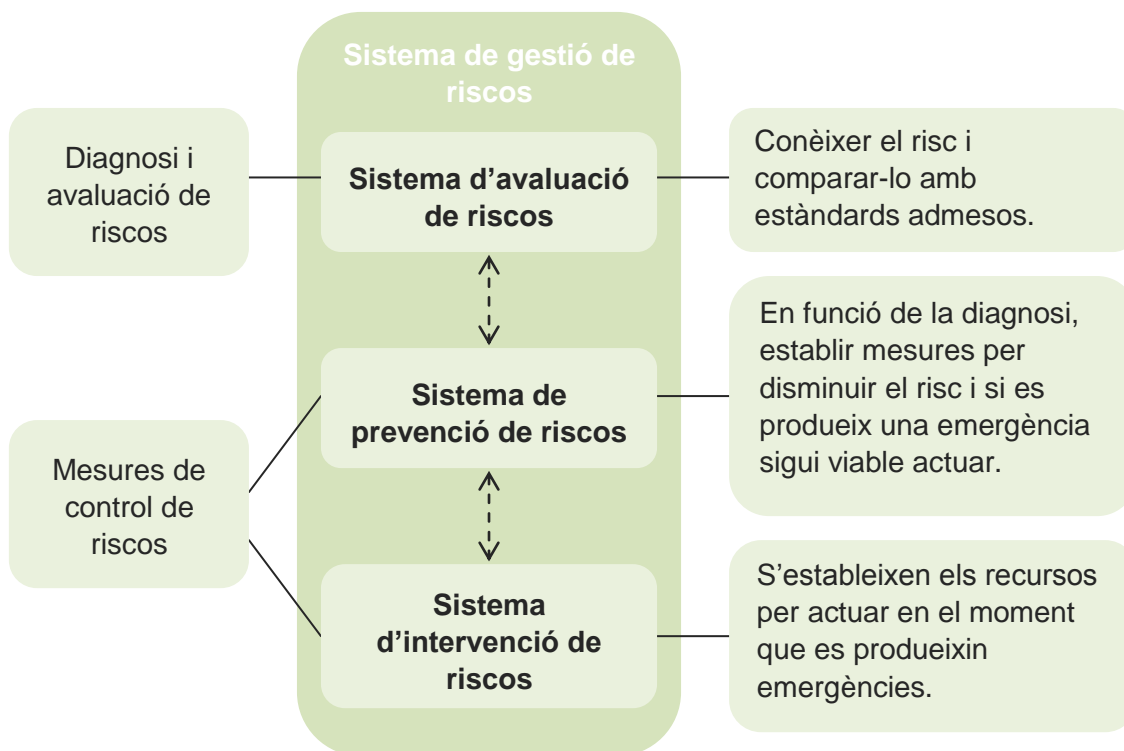 Sistema de gestió de
riscos
Diagnosi i
avaluació de
riscos
Sistema d’avaluació
de riscos
Conèixer el risc i
comparar-lo amb
estàndards admesos.
Mesures de
control de
riscos
Sistema de
prevenció de riscos
En funció de la diagnosi,
establir mesures per
disminuir el risc i si es
produeix una emergència
sigui viable actuar.
Sistema
d’intervenció de
riscos
S’estableixen els recursos
per actuar en el moment
que es produeixin
emergències.